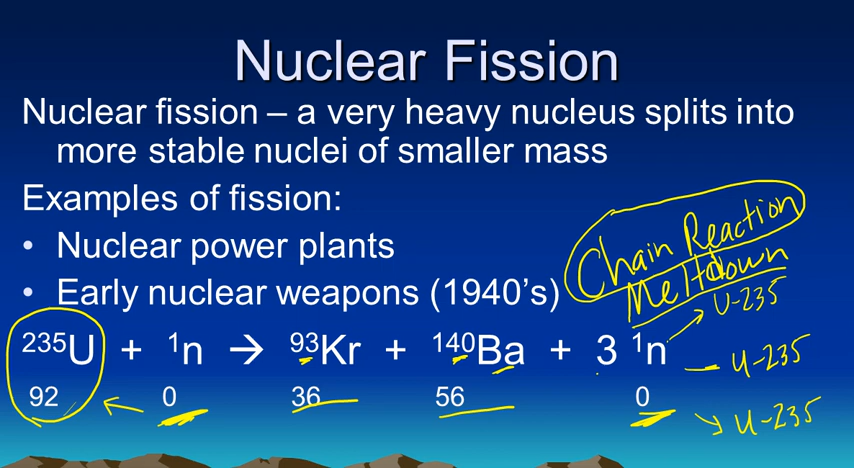 Nuclear Fission
Nuclear fission – a very heavy nucleus splits into
more stable nuclei of smaller mass
Examples of fission:
• Nuclear power plants
• Early nuclear weapons (1940's)
Chain Reaction
Meltdown
U-235
²³⁵U + ¹n → ⁹³Kr + ¹⁴⁰Ba + 3 ¹n
U-235
92 0 36 56 0
U-235